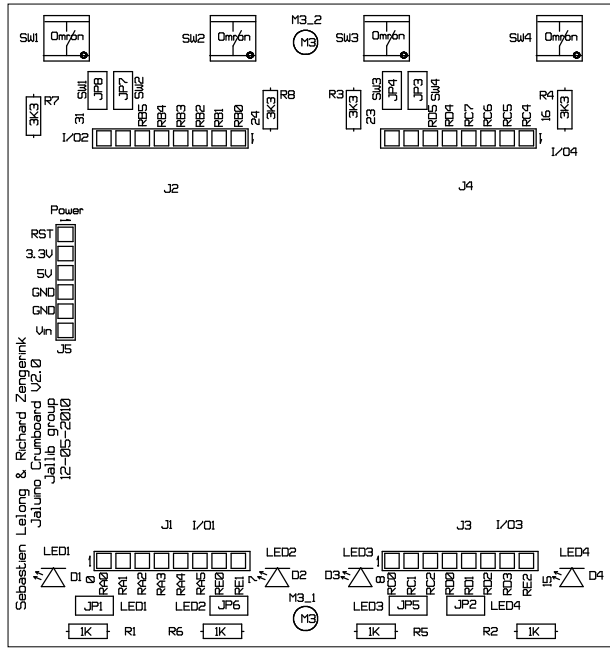 M3_2
SW1 Omron SW2 Omron M3 SW3 Omron SW4 Omron
R7 3K3 SW1 JP8 JP7 SW2 R8 3K3 R3 3K3 SW3 JP4 JP3 SW4 R4 3K3
31 RB5 RB4 RB3 RB2 RB1 RB0 24 23 RD5 RD4 RC7 RC6 RC5 RC4 16
I/O2 1 1 I/O4
J2 J4
Power
1
RST
3.3V
5V
GND
GND
Vin
J5
Sebastien Lelong & Richard Zengerink
Jaluino Crumboard V2.0
Jallib group
12-05-2010
J1 I/O1 J3 I/O3
LED1 1 LED2 LED3 1 LED4
D1 0 RA0 RA1 RA2 RA3 RA4 RA5 RE0 RE1 7 D2 D3 8 RC0 RC1 RC2 RD0 RD1 RD2 RD3 RE2 15 D4
JP1 LED1 LED2 JP6 M3_1 LED3 JP5 JP2 LED4
M3
1K R1 R6 1K 1K R5 R2 1K